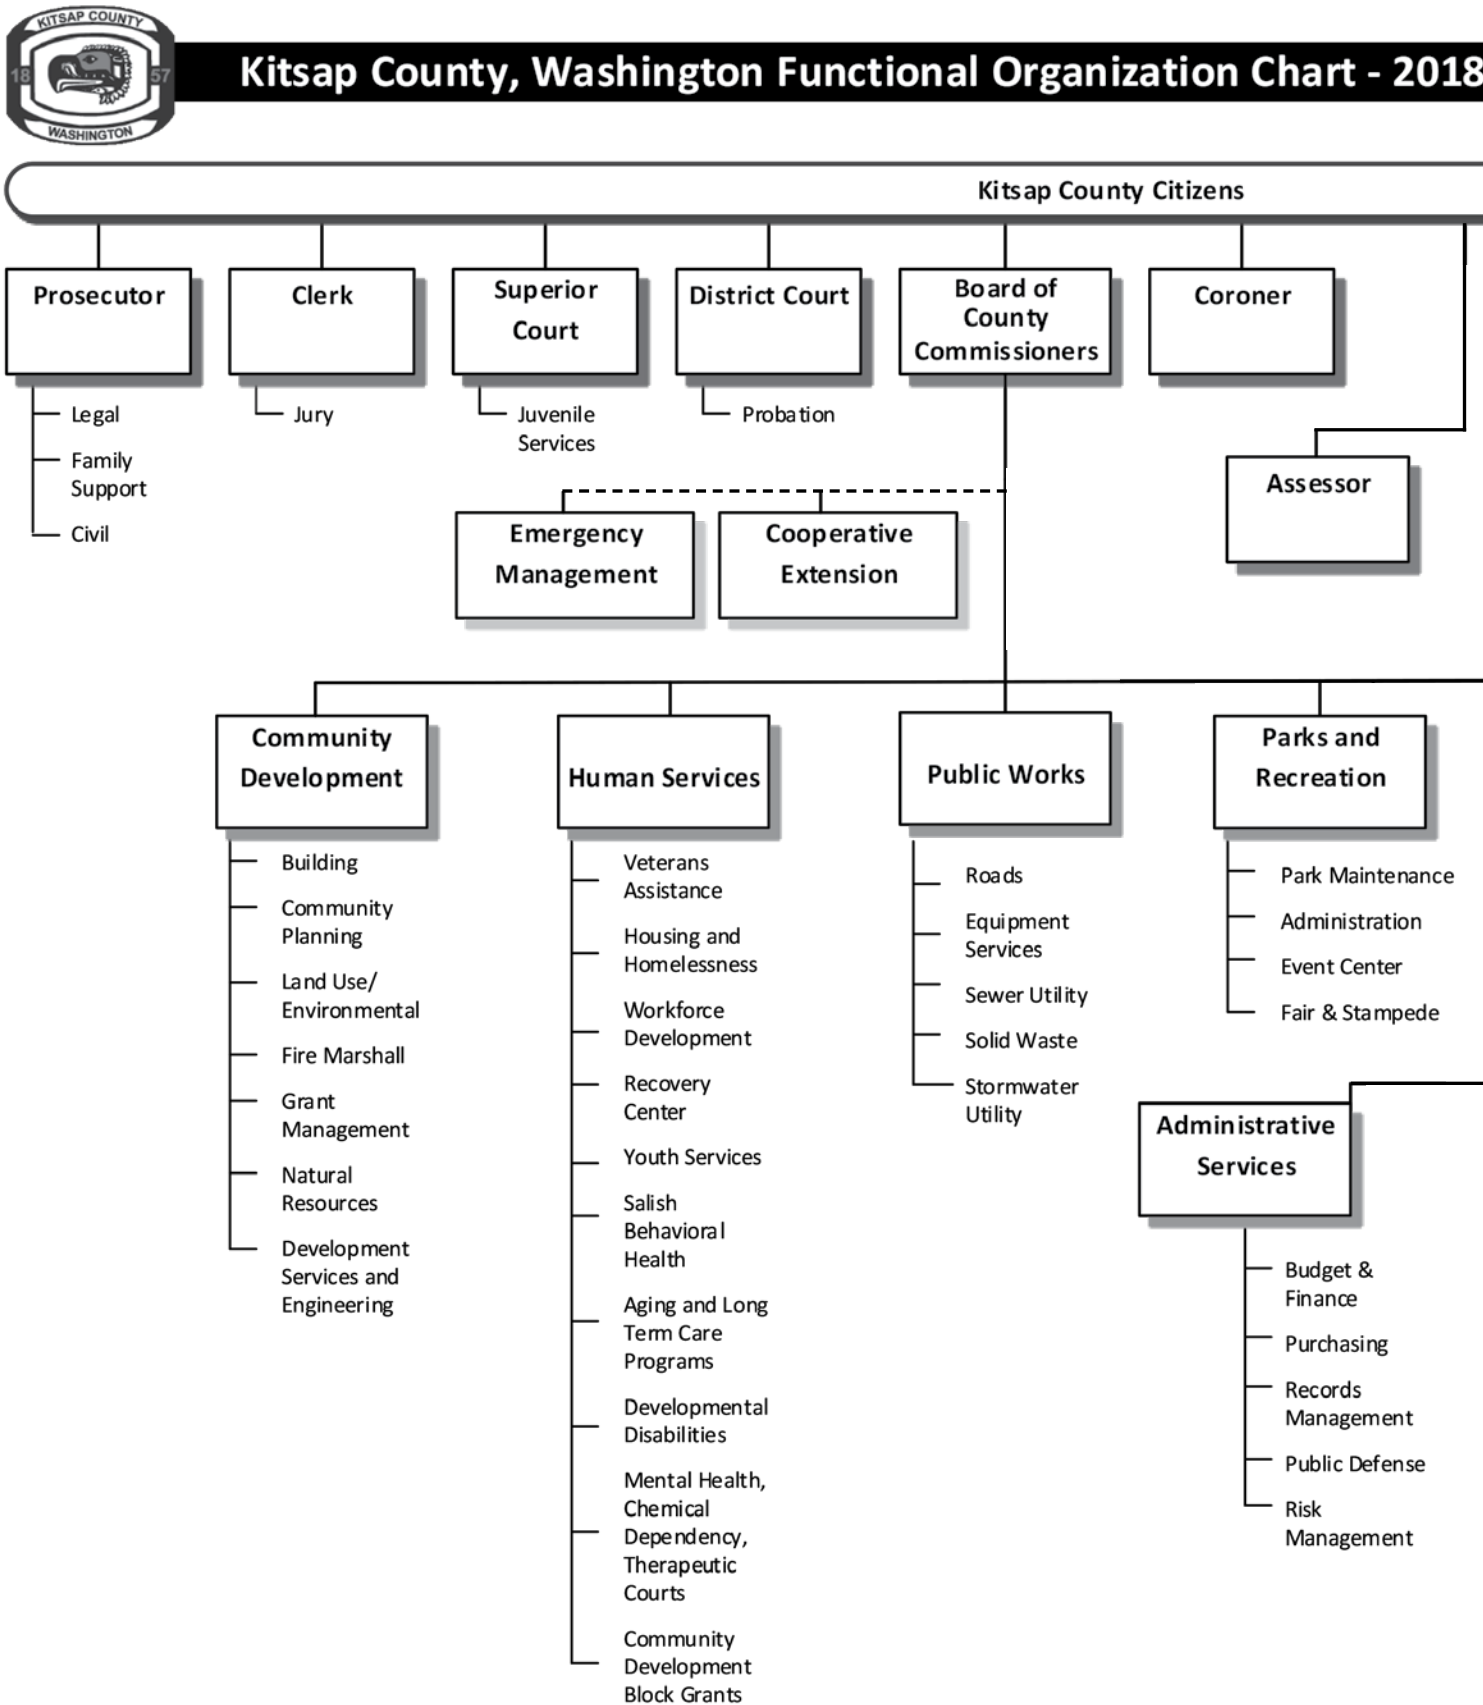 KITSAP COUNTY
18 57
WASHINGTON
Kitsap County, Washington Functional Organization Chart - 2018
Kitsap County Citizens
Prosecutor
Legal
Family
Support
Civil
Clerk
Jury
Superior
Court
Juvenile
Services
District Court
Probation
Board of
County
Commissioners
Coroner
Assessor
Emergency
Management
Cooperative
Extension
Community
Development
Building
Community
Planning
Land Use/
Environmental
Fire Marshall
Grant
Management
Natural
Resources
Development
Services and
Engineering
Human Services
Veterans
Assistance
Housing and
Homelessness
Workforce
Development
Recovery
Center
Youth Services
Salish
Behavioral
Health
Aging and Long
Term Care
Programs
Developmental
Disabilities
Mental Health,
Chemical
Dependency,
Therapeutic
Courts
Community
Development
Block Grants
Public Works
Roads
Equipment
Services
Sewer Utility
Solid Waste
Stormwater
Utility
Parks and
Recreation
Park Maintenance
Administration
Event Center
Fair & Stampede
Administrative
Services
Budget &
Finance
Purchasing
Records
Management
Public Defense
Risk
Management